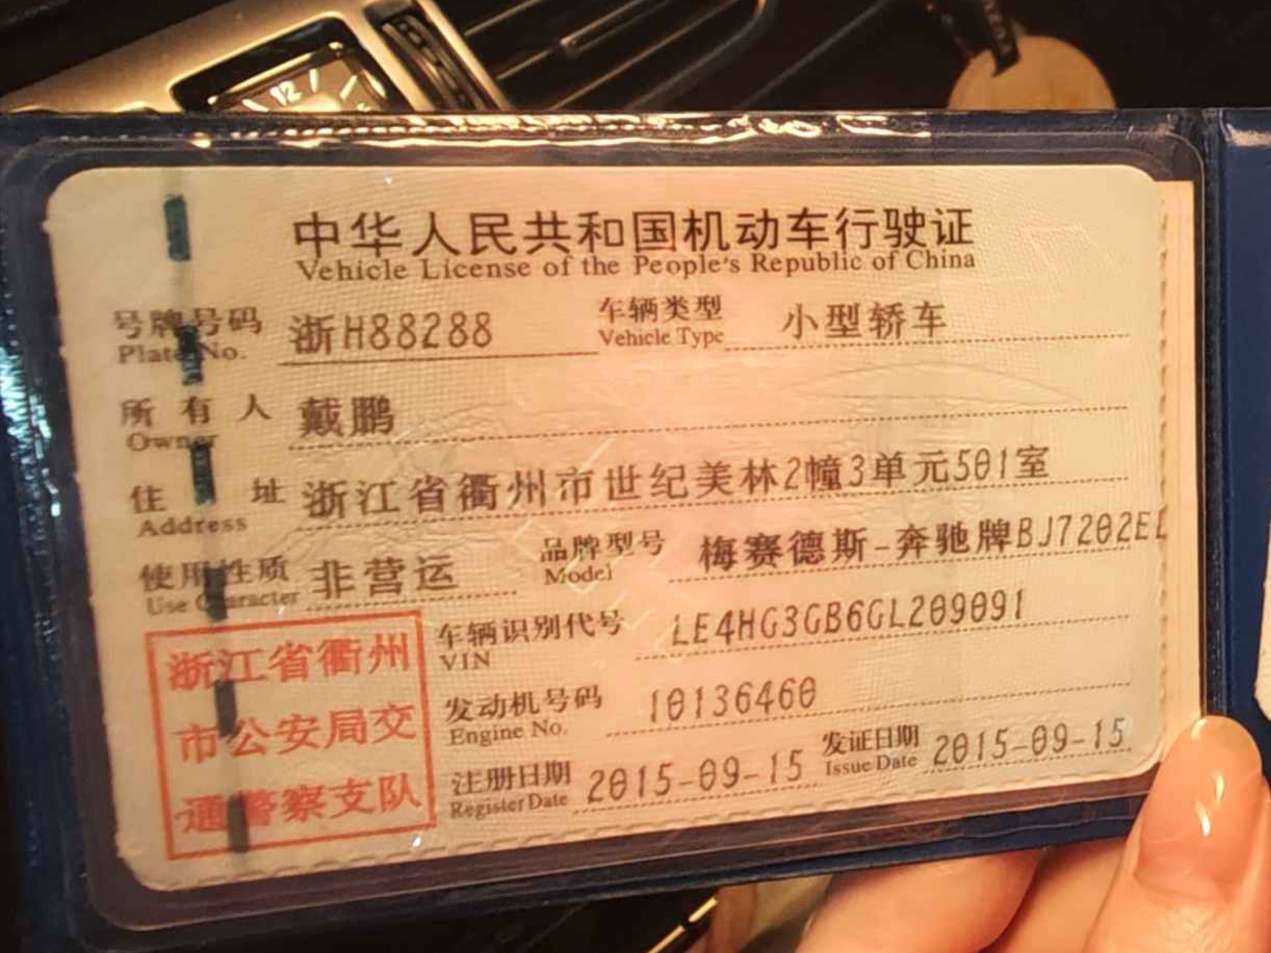 12
中华人民共和国机动车行驶证
Vehicle License of the People's Republic of China
号牌号码 浙H88288 车辆类型 小型轿车
Plate No. Vehicle Type
所有人 戴鹏
Owner
住址 浙江省衢州市世纪美林2幢3单元501室
Address
使用性质 非营运 品牌型号 梅赛德斯-奔驰牌BJ7202EL
Use Character Model
车辆识别代号 LE4HG3GB6GL209091
VIN
发动机号码 10136460
Engine No.
注册日期 2015-09-15 发证日期 2015-09-15
Register Date Issue Date
浙江省衢州
市公安局交
通警察支队